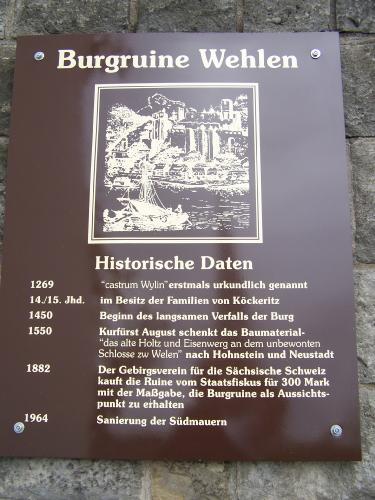 Burgruine Wehlen
Historische Daten
1269 "castrum Wylin" erstmals urkundlich genannt
14./15. Jhd. im Besitz der Familien von Köckeritz
1450 Beginn des langsamen Verfalls der Burg
1550 Kurfürst August schenkt das Baumaterial-
"das alte Holtz und Eisenwerg an dem unbewonten
Schlosse zw Welen" nach Hohnstein und Neustadt
1882 Der Gebirgsverein für die Sächsische Schweiz
kauft die Ruine vom Staatsfiskus für 300 Mark
mit der Maßgabe, die Burgruine als Aussichts-
punkt zu erhalten
1964 Sanierung der Südmauern